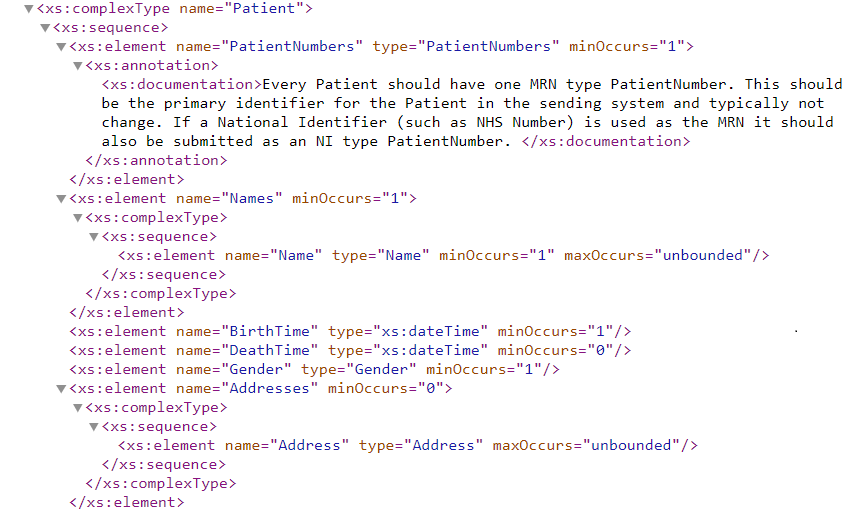 ▼<xs:complexType name="Patient">
▼<xs:sequence>
▼<xs:element name="PatientNumbers" type="PatientNumbers" minOccurs="1">
▼<xs:annotation>
<xs:documentation>Every Patient should have one MRN type PatientNumber. This should
be the primary identifier for the Patient in the sending system and typically not
change. If a National Identifier (such as NHS Number) is used as the MRN it should
also be submitted as an NI type PatientNumber. </xs:documentation>
</xs:annotation>
</xs:element>
▼<xs:element name="Names" minOccurs="1">
▼<xs:complexType>
▼<xs:sequence>
<xs:element name="Name" type="Name" minOccurs="1" maxOccurs="unbounded"/>
</xs:sequence>
</xs:complexType>
</xs:element>
<xs:element name="BirthTime" type="xs:dateTime" minOccurs="1"/>
<xs:element name="DeathTime" type="xs:dateTime" minOccurs="0"/>
<xs:element name="Gender" type="Gender" minOccurs="1"/>
▼<xs:element name="Addresses" minOccurs="0">
▼<xs:complexType>
▼<xs:sequence>
<xs:element name="Address" type="Address" maxOccurs="unbounded"/>
</xs:sequence>
</xs:complexType>
</xs:element>